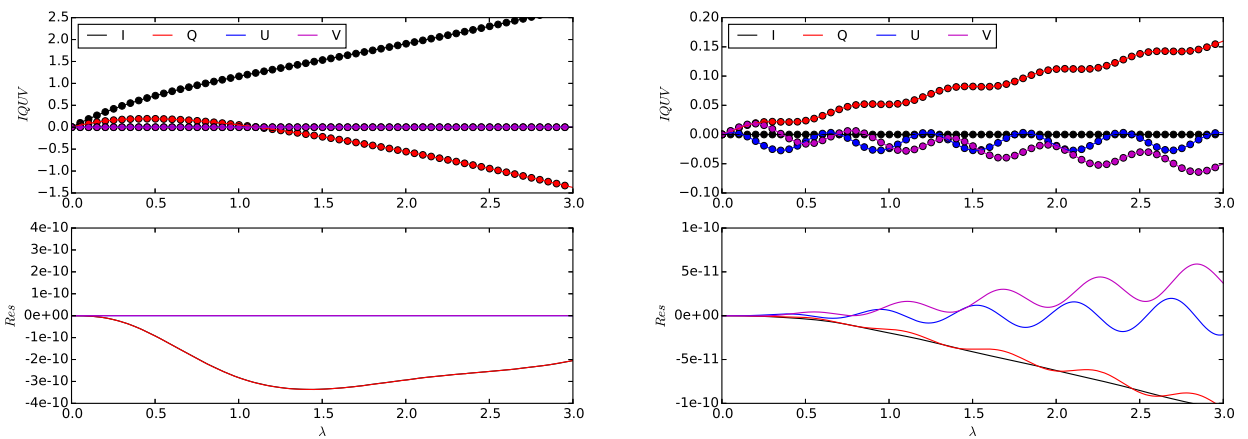 2.5
2.0
1.5
1.0
0.5
0.0
−0.5
−1.0
−1.5
IQUV
I Q U V
0.0 0.5 1.0 1.5 2.0 2.5 3.0
4e-10
3e-10
2e-10
1e-10
0e+00
-1e-10
-2e-10
-3e-10
-4e-10
Res
0.0 0.5 1.0 1.5 2.0 2.5 3.0
λ
0.20
0.15
0.10
0.05
0.00
−0.05
−0.10
IQUV
I Q U V
0.0 0.5 1.0 1.5 2.0 2.5 3.0
1e-10
5e-11
0e+00
-5e-11
-1e-10
Res
0.0 0.5 1.0 1.5 2.0 2.5 3.0
λ